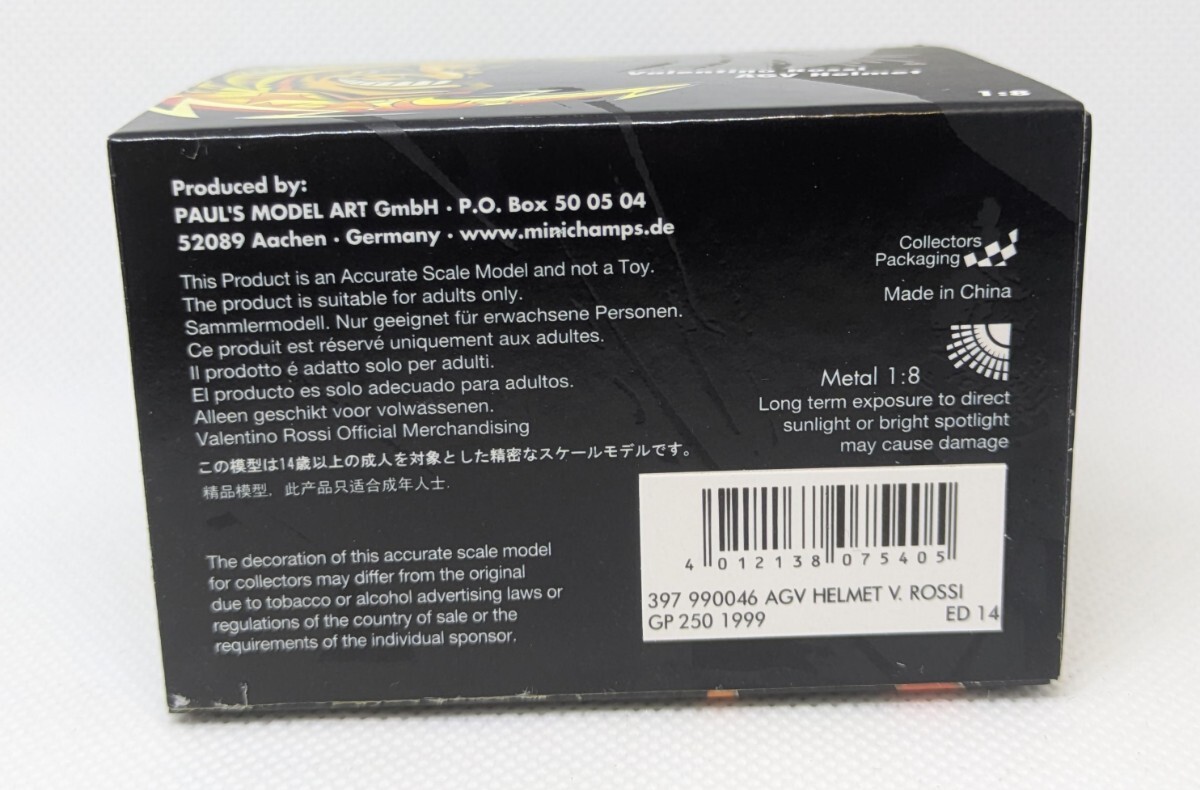 Valentino Rossi
AGV Helmet
1:8
Produced by:
PAUL'S MODEL ART GmbH · P.O. Box 50 05 04
52089 Aachen · Germany · www.minichamps.de
This Product is an Accurate Scale Model and not a Toy.
The product is suitable for adults only.
Sammlermodell. Nur geeignet für erwachsene Personen.
Ce produit est réservé uniquement aux adultes.
Il prodotto é adatto solo per adulti.
El producto es solo adecuado para adultos.
Alleen geschikt voor volwassenen.
Valentino Rossi Official Merchandising
この模型は14歳以上の成人を対象とした精密なスケールモデルです。
精品模型，此产品只适合成年人士.
The decoration of this accurate scale model
for collectors may differ from the original
due to tobacco or alcohol advertising laws or
regulations of the country of sale or the
requirements of the individual sponsor.
Collectors
Packaging
Made in China
Metal 1:8
Long term exposure to direct
sunlight or bright spotlight
may cause damage
4 012138 075405
397 990046 AGV HELMET V. ROSSI
GP 250 1999 ED 14